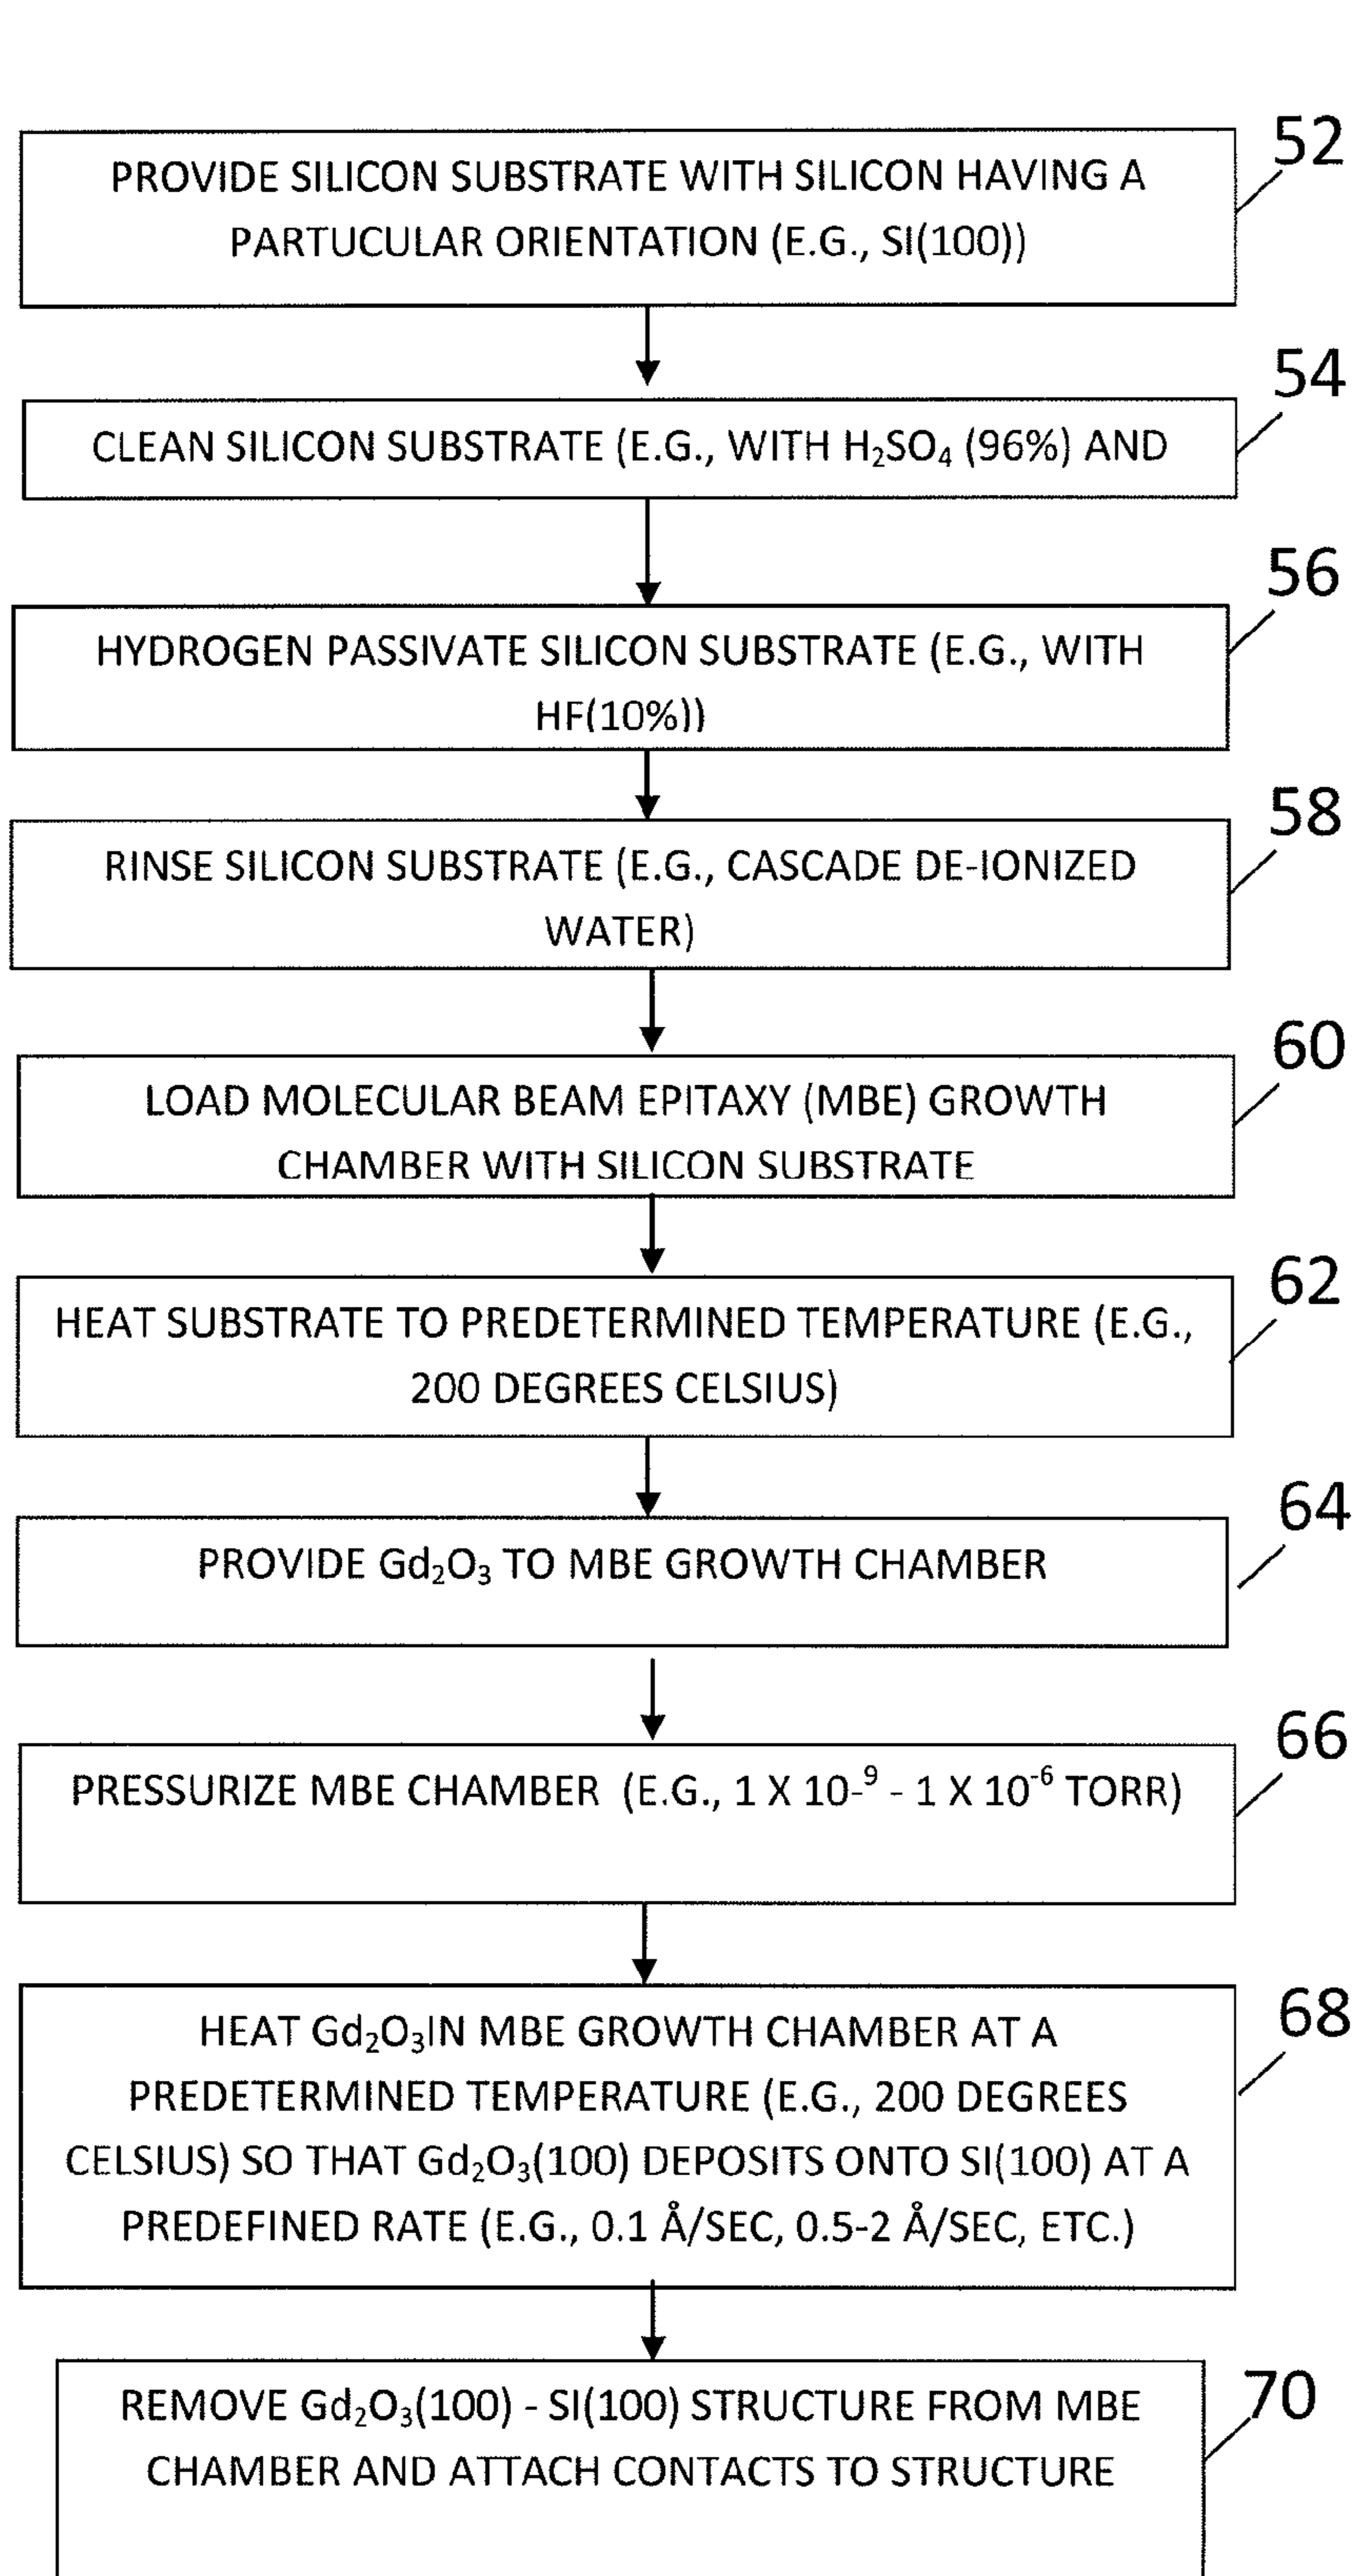 52
PROVIDE SILICON SUBSTRATE WITH SILICON HAVING A
PARTUCULAR ORIENTATION (E.G., SI(100))
54
CLEAN SILICON SUBSTRATE (E.G., WITH H₂SO₄ (96%) AND
56
HYDROGEN PASSIVATE SILICON SUBSTRATE (E.G., WITH
HF(10%))
58
RINSE SILICON SUBSTRATE (E.G., CASCADE DE-IONIZED
WATER)
60
LOAD MOLECULAR BEAM EPITAXY (MBE) GROWTH
CHAMBER WITH SILICON SUBSTRATE
62
HEAT SUBSTRATE TO PREDETERMINED TEMPERATURE (E.G.,
200 DEGREES CELSIUS)
64
PROVIDE Gd₂O₃ TO MBE GROWTH CHAMBER
66
PRESSURIZE MBE CHAMBER (E.G., 1 X 10-⁹ - 1 X 10⁻⁶ TORR)
68
HEAT Gd₂O₃IN MBE GROWTH CHAMBER AT A
PREDETERMINED TEMPERATURE (E.G., 200 DEGREES
CELSIUS) SO THAT Gd₂O₃(100) DEPOSITS ONTO SI(100) AT A
PREDEFINED RATE (E.G., 0.1 Å/SEC, 0.5-2 Å/SEC, ETC.)
70
REMOVE Gd₂O₃(100) - SI(100) STRUCTURE FROM MBE
CHAMBER AND ATTACH CONTACTS TO STRUCTURE